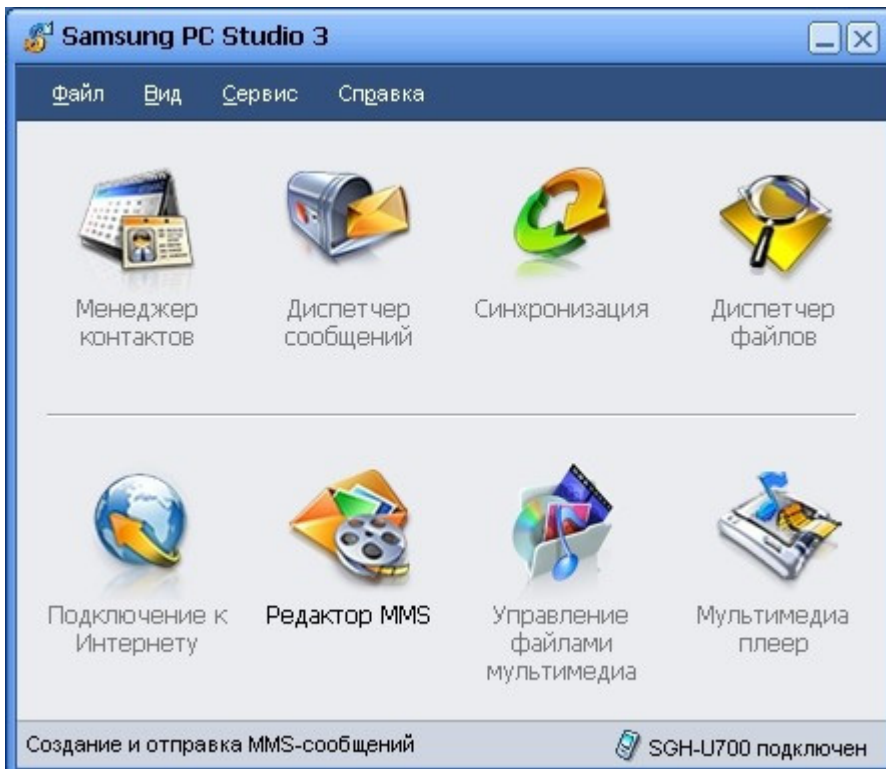 Samsung PC Studio 3
Файл Вид Сервис Справка
Менеджер контактов
Диспетчер сообщений
Синхронизация
Диспетчер файлов
Подключение к Интернету
Редактор MMS
Управление файлами мультимедиа
Мультимедиа плеер
Создание и отправка MMS-сообщений
SGH-U700 подключен